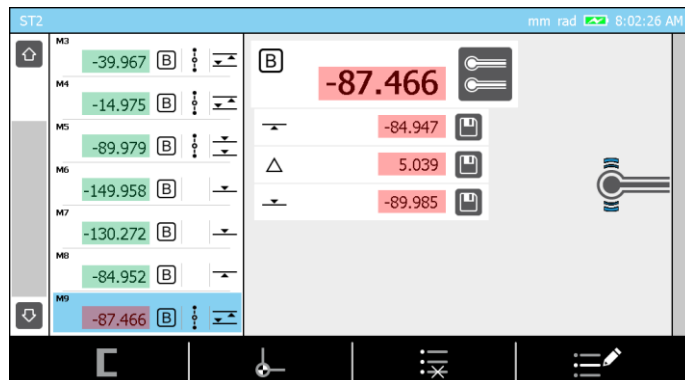 ST2
mm rad 8:02:26 AM
M3
-39.967 B
M4
-14.975 B
M5
-89.979 B
M6
-149.958 B
M7
-130.272 B
M8
-84.952 B
M9
-87.466 B
B
-87.466
-84.947
5.039
-89.985